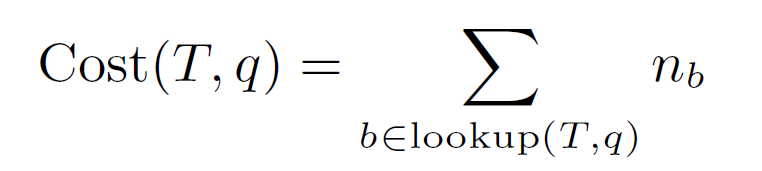 Cost(T, q) = ∑ n_b
b∈lookup(T,q)